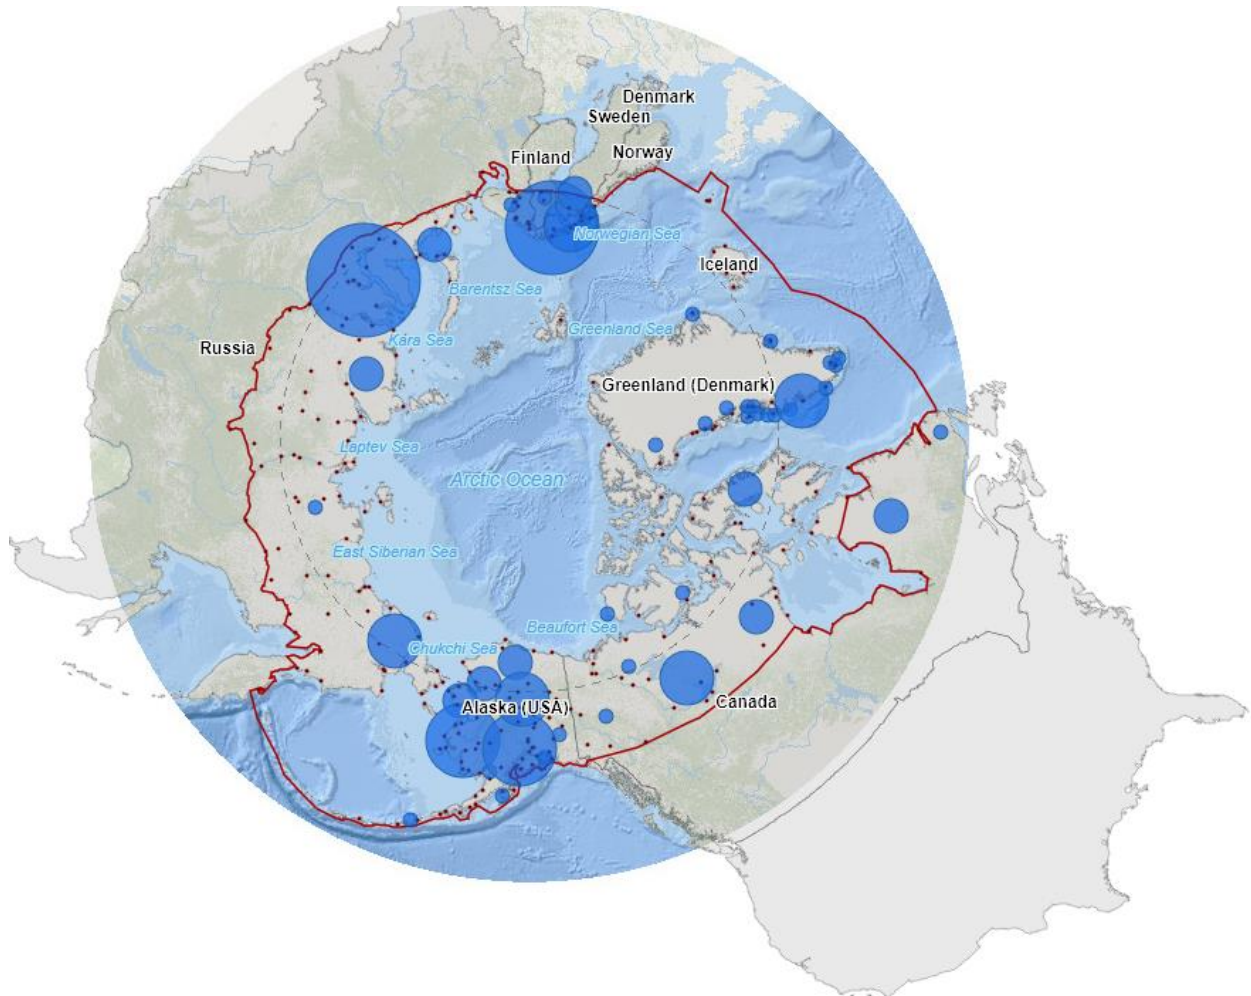 Denmark
Sweden
Finland
Norway
Norwegian Sea
Iceland
Barentsz Sea
Greenland Sea
Kara Sea
Russia
Greenland (Denmark)
Laptev Sea
Arctic Ocean
East Siberian Sea
Beaufort Sea
Chukchi Sea
Alaska (USA)
Canada